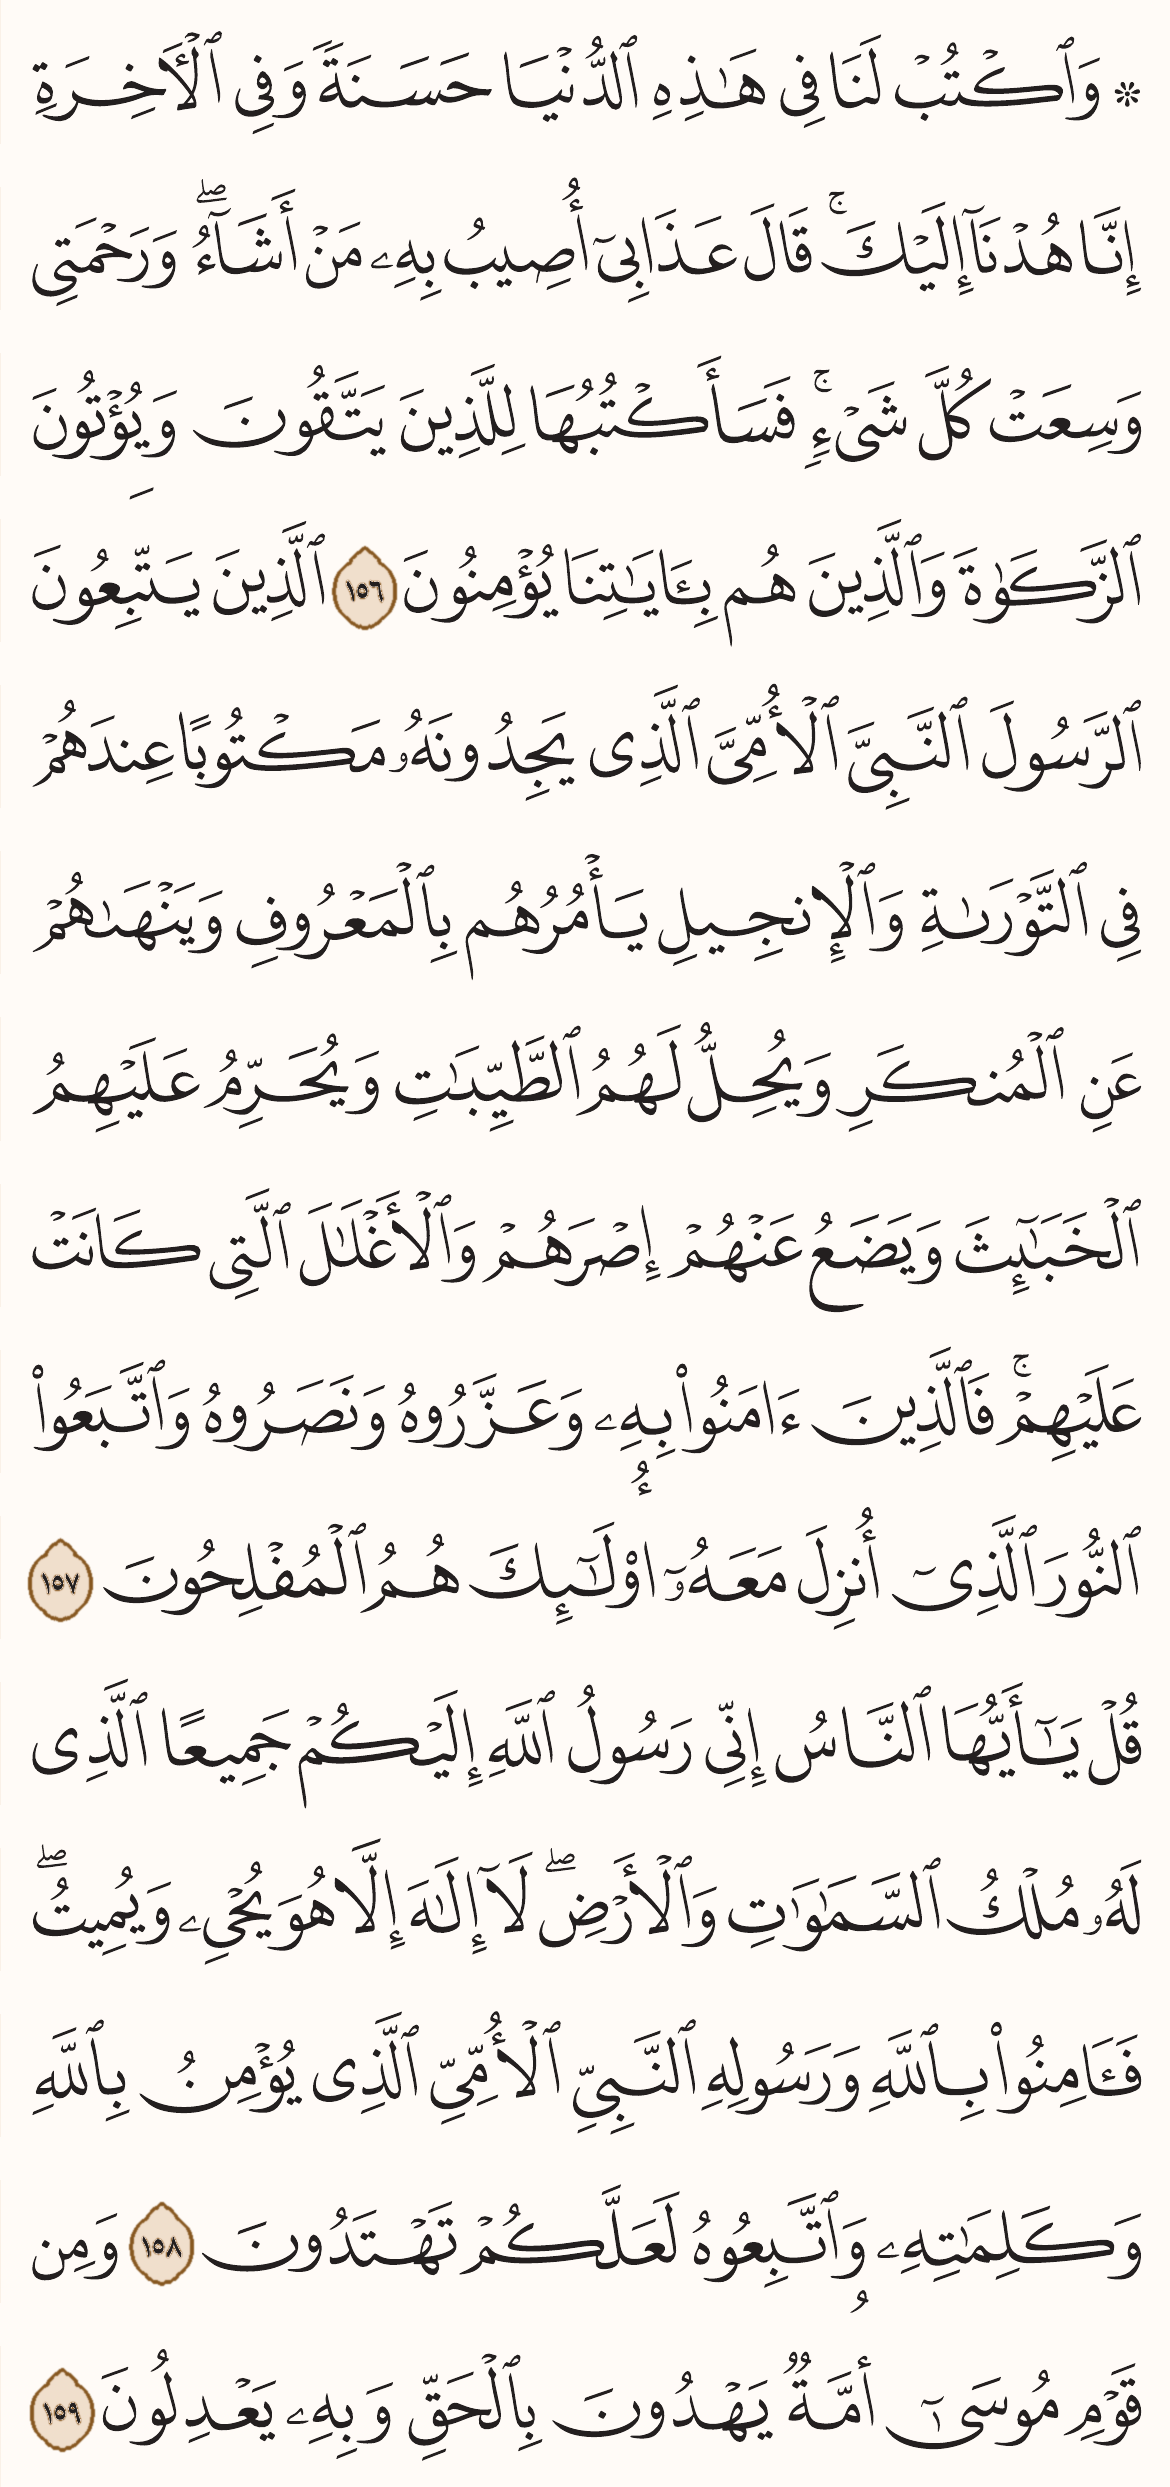 ۞ وَٱكۡتُبۡ لَنَا فِى هَٰذِهِ ٱلدُّنۡيَا حَسَنَةً وَفِى ٱلۡأٓخِرَةِ
إِنَّا هُدۡنَآ إِلَيۡكَۚ قَالَ عَذَابِىٓ أُصِيبُ بِهِۦ مَنۡ أَشَآءُۖ وَرَحۡمَتِى
وَسِعَتۡ كُلَّ شَىۡءٍۚ فَسَأَكۡتُبُهَا لِلَّذِينَ يَتَّقُونَ وَيُؤۡتُونَ
ٱلزَّكَوٰةَ وَٱلَّذِينَ هُم بِـَٔايَٰتِنَا يُؤۡمِنُونَ ١٥٦ ٱلَّذِينَ يَتَّبِعُونَ
ٱلرَّسُولَ ٱلنَّبِىَّ ٱلۡأُمِّىَّ ٱلَّذِى يَجِدُونَهُۥ مَكۡتُوبًا عِندَهُمۡ
فِى ٱلتَّوۡرَىٰةِ وَٱلۡإِنجِيلِ يَأۡمُرُهُم بِٱلۡمَعۡرُوفِ وَيَنۡهَىٰهُمۡ
عَنِ ٱلۡمُنكَرِ وَيُحِلُّ لَهُمُ ٱلطَّيِّبَٰتِ وَيُحَرِّمُ عَلَيۡهِمُ
ٱلۡخَبَٰٓئِثَ وَيَضَعُ عَنۡهُمۡ إِصۡرَهُمۡ وَٱلۡأَغۡلَٰلَ ٱلَّتِى كَانَتۡ
عَلَيۡهِمۡۚ فَٱلَّذِينَ ءَامَنُوا۟ بِهِۦ وَعَزَّرُوهُ وَنَصَرُوهُ وَٱتَّبَعُوا۟
ٱلنُّورَ ٱلَّذِىٓ أُنزِلَ مَعَهُۥٓ أُو۟لَٰٓئِكَ هُمُ ٱلۡمُفۡلِحُونَ ١٥٧
قُلۡ يَٰٓأَيُّهَا ٱلنَّاسُ إِنِّى رَسُولُ ٱللَّهِ إِلَيۡكُمۡ جَمِيعًا ٱلَّذِى
لَهُۥ مُلۡكُ ٱلسَّمَٰوَٰتِ وَٱلۡأَرۡضِۖ لَآ إِلَٰهَ إِلَّا هُوَ يُحۡىِۦ وَيُمِيتُۖ
فَـَٔامِنُوا۟ بِٱللَّهِ وَرَسُولِهِ ٱلنَّبِىِّ ٱلۡأُمِّىِّ ٱلَّذِى يُؤۡمِنُ بِٱللَّهِ
وَكَلِمَٰتِهِۦ وَٱتَّبِعُوهُ لَعَلَّكُمۡ تَهۡتَدُونَ ١٥٨ وَمِن
قَوۡمِ مُوسَىٰٓ أُمَّةٌ يَهۡدُونَ بِٱلۡحَقِّ وَبِهِۦ يَعۡدِلُونَ ١٥٩